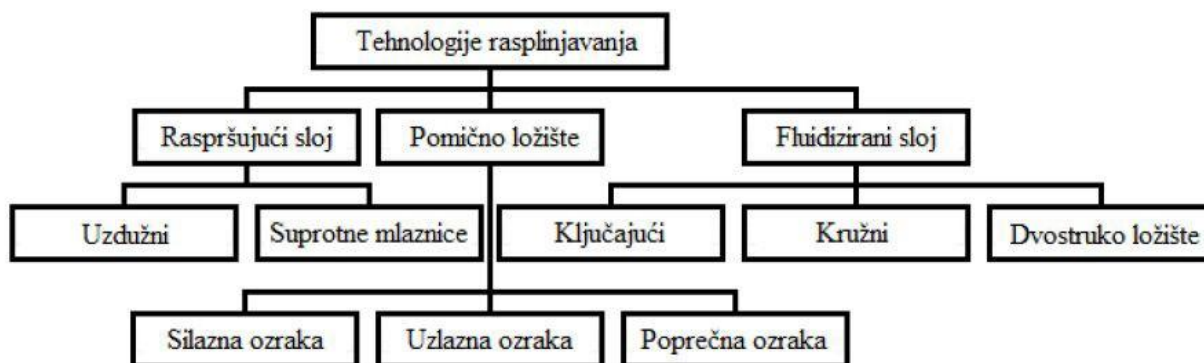 Tehnologije rasplinjavanja
Raspršujući sloj
Pomično ložište
Fluidizirani sloj
Uzdužni
Suprotne mlaznice
Ključajući
Kružni
Dvostruko ložište
Silazna ozraka
Uzlazna ozraka
Poprečna ozraka